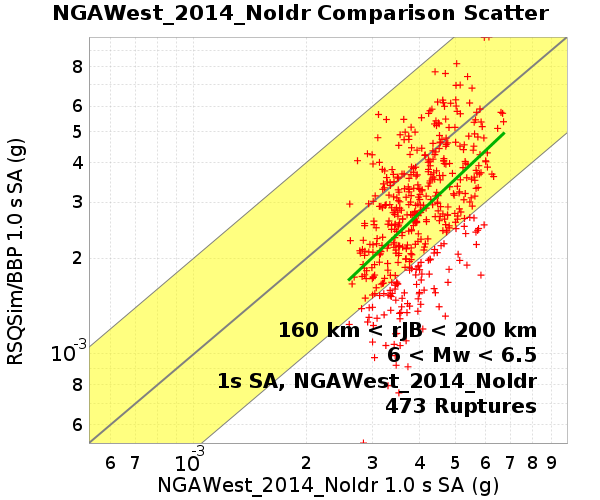 NGAWest_2014_NoIdr Comparison Scatter
RSQSim/BBP 1.0 s SA (g)
8
6
5
4
3
2
10-3
8
6
160 km < rJB < 200 km
6 < Mw < 6.5
1s SA, NGAWest_2014_NoIdr
473 Ruptures
6 7 10-3 2 3 4 5 6 7 8 9
NGAWest_2014_NoIdr 1.0 s SA (g)